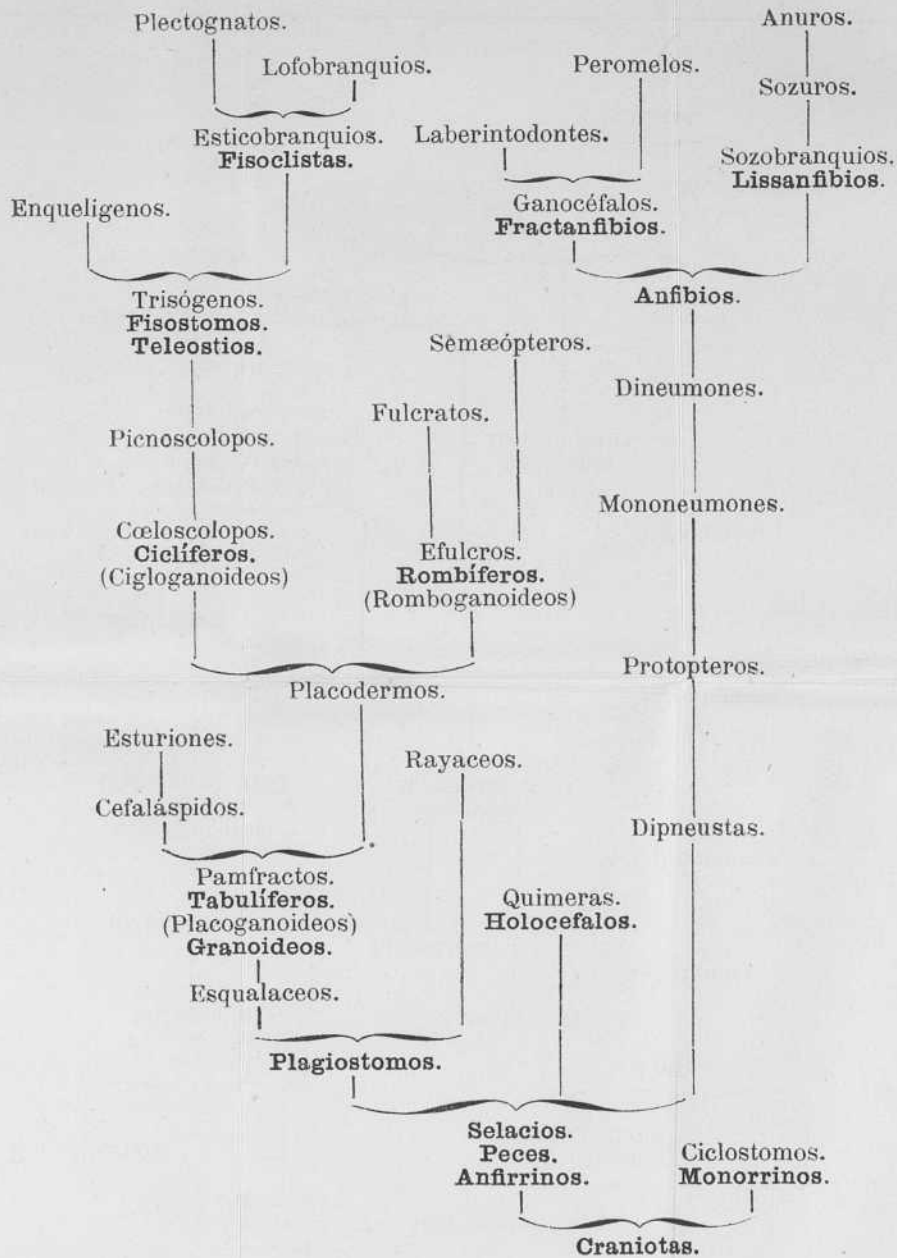 Plectognatos.
Anuros.
Lofobranquios.
Peromelos.
Sozuros.
Esticobranquios.
Fisoclistas.
Laberintodontes.
Sozobranquios.
Lissanfibios.
Enqueligenos.
Ganocéfalos.
Fractanfibios.
Trisógenos.
Fisostomos.
Teleostios.
Anfibios.
Sèmæópteros.
Dineumones.
Fulcratos.
Picnoscolopos.
Mononeumones.
Cœloscolopos.
Ciclíferos.
(Cigloganoideos)
Efulcros.
Rombíferos.
(Romboganoideos)
Protopteros.
Placodermos.
Esturiones.
Rayaceos.
Cefaláspidos.
Dipneustas.
Pamfractos.
Tabulíferos.
(Placoganoideos)
Granoideos.
Quimeras.
Holocefalos.
Esqualaceos.
Plagiostomos.
Selacios.
Peces.
Anfirrinos.
Ciclostomos.
Monorrinos.
Craniotas.